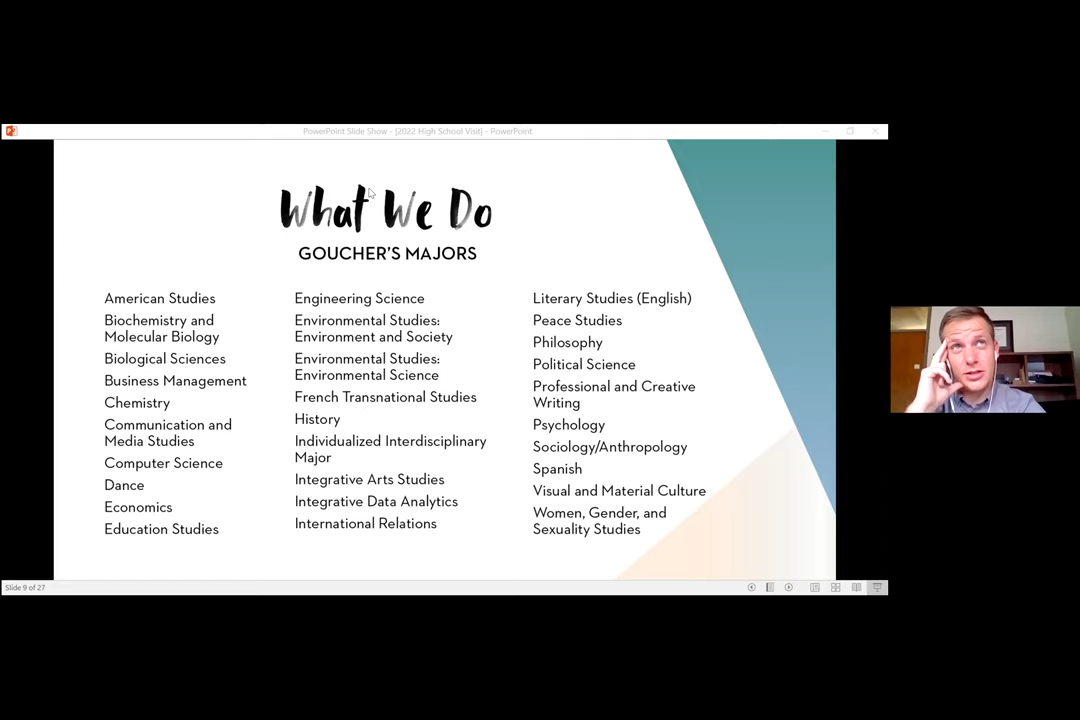 PowerPoint Slide Show - [2022 High School Visit] - PowerPoint
What We Do
GOUCHER'S MAJORS
American Studies
Biochemistry and
Molecular Biology
Biological Sciences
Business Management
Chemistry
Communication and
Media Studies
Computer Science
Dance
Economics
Education Studies
Engineering Science
Environmental Studies:
Environment and Society
Environmental Studies:
Environmental Science
French Transnational Studies
History
Individualized Interdisciplinary
Major
Integrative Arts Studies
Integrative Data Analytics
International Relations
Literary Studies (English)
Peace Studies
Philosophy
Political Science
Professional and Creative
Writing
Psychology
Sociology/Anthropology
Spanish
Visual and Material Culture
Women, Gender, and
Sexuality Studies
Slide 9 of 27